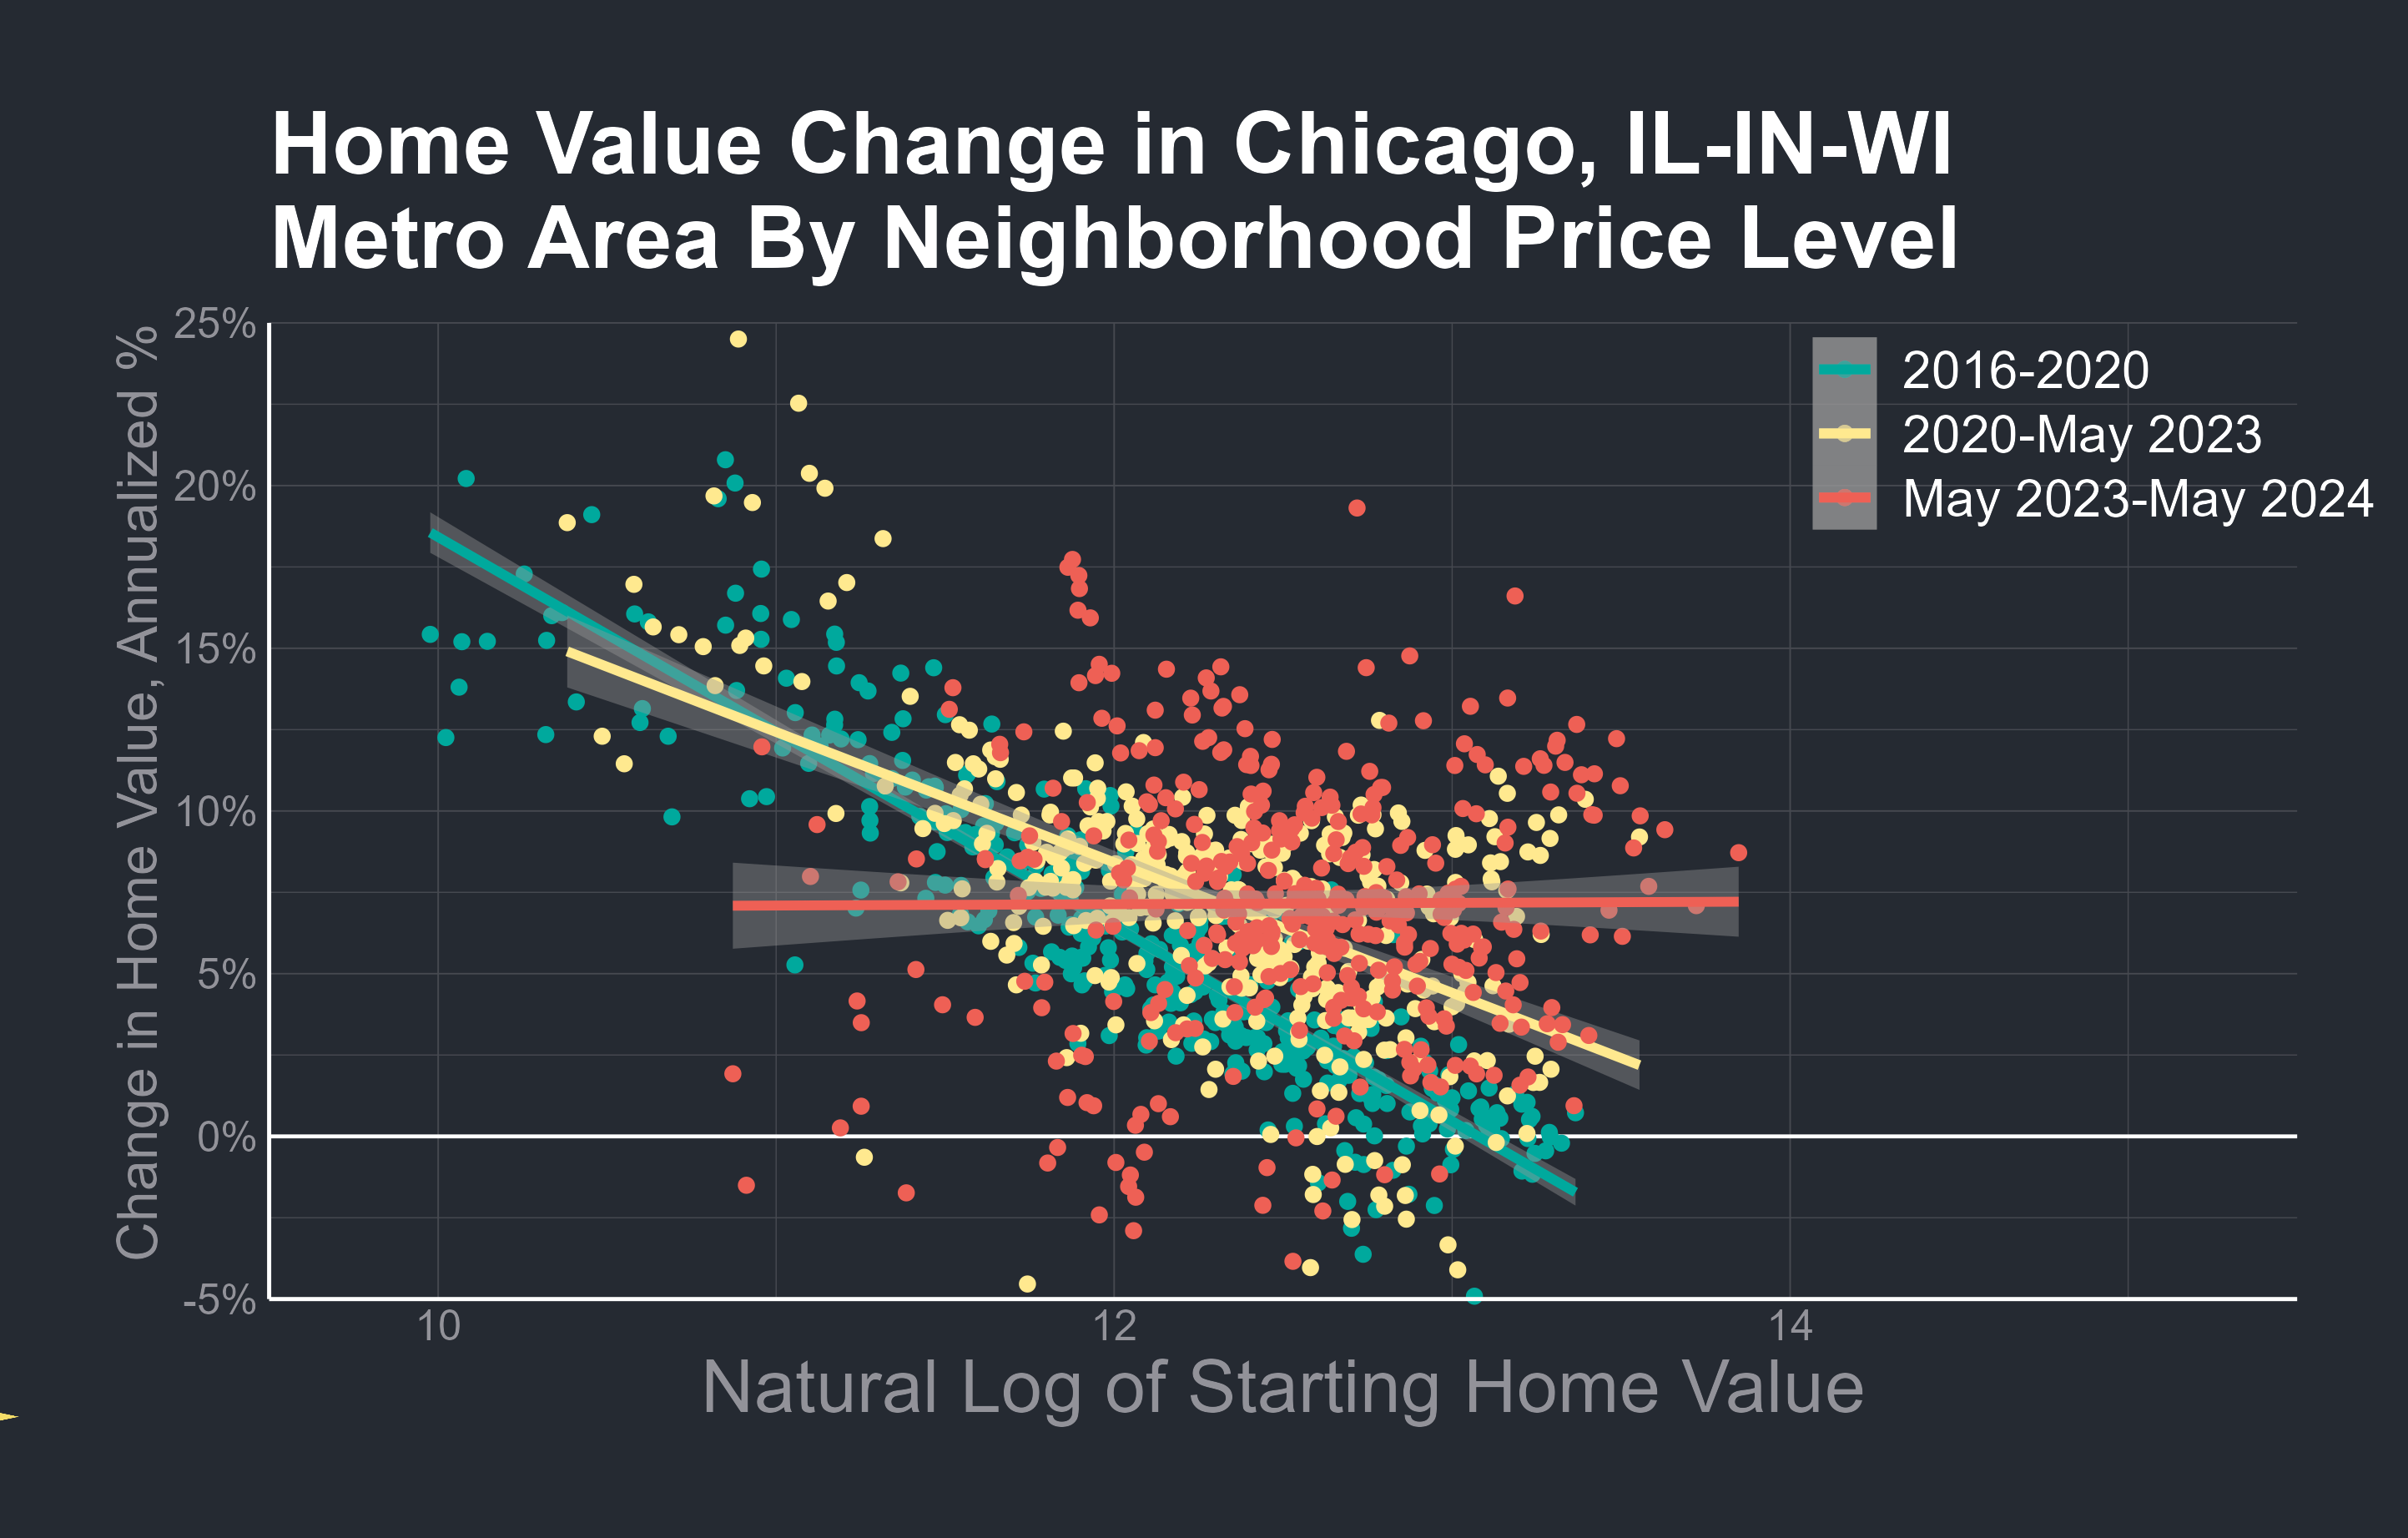 Home Value Change in Chicago, IL-IN-WI
Metro Area By Neighborhood Price Level
Change in Home Value, Annualized %
25%
20%
15%
10%
5%
0%
-5%
2016-2020
2020-May 2023
May 2023-May 2024
10
12
14
Natural Log of Starting Home Value